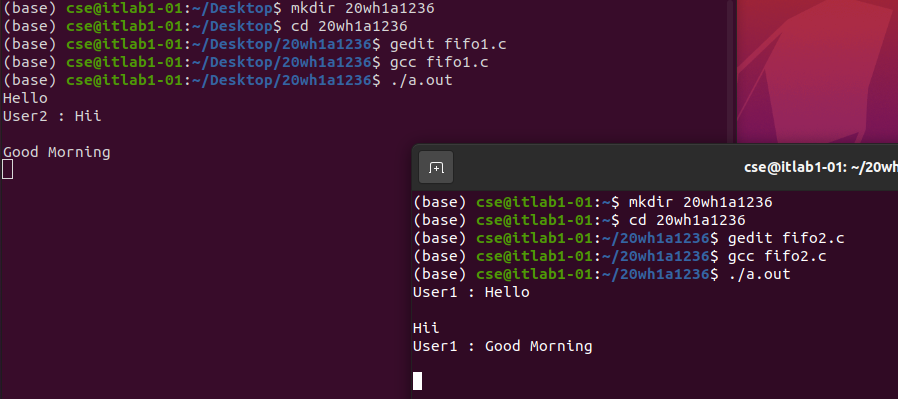 (base) cse@itlab1-01:~/Desktop$ mkdir 20wh1a1236
(base) cse@itlab1-01:~/Desktop$ cd 20wh1a1236
(base) cse@itlab1-01:~/Desktop/20wh1a1236$ gedit fifo1.c
(base) cse@itlab1-01:~/Desktop/20wh1a1236$ gcc fifo1.c
(base) cse@itlab1-01:~/Desktop/20wh1a1236$ ./a.out
Hello
User2 : Hii
Good Morning
cse@itlab1-01: ~/20wh
(base) cse@itlab1-01:~$ mkdir 20wh1a1236
(base) cse@itlab1-01:~$ cd 20wh1a1236
(base) cse@itlab1-01:~/20wh1a1236$ gedit fifo2.c
(base) cse@itlab1-01:~/20wh1a1236$ gcc fifo2.c
(base) cse@itlab1-01:~/20wh1a1236$ ./a.out
User1 : Hello
Hii
User1 : Good Morning